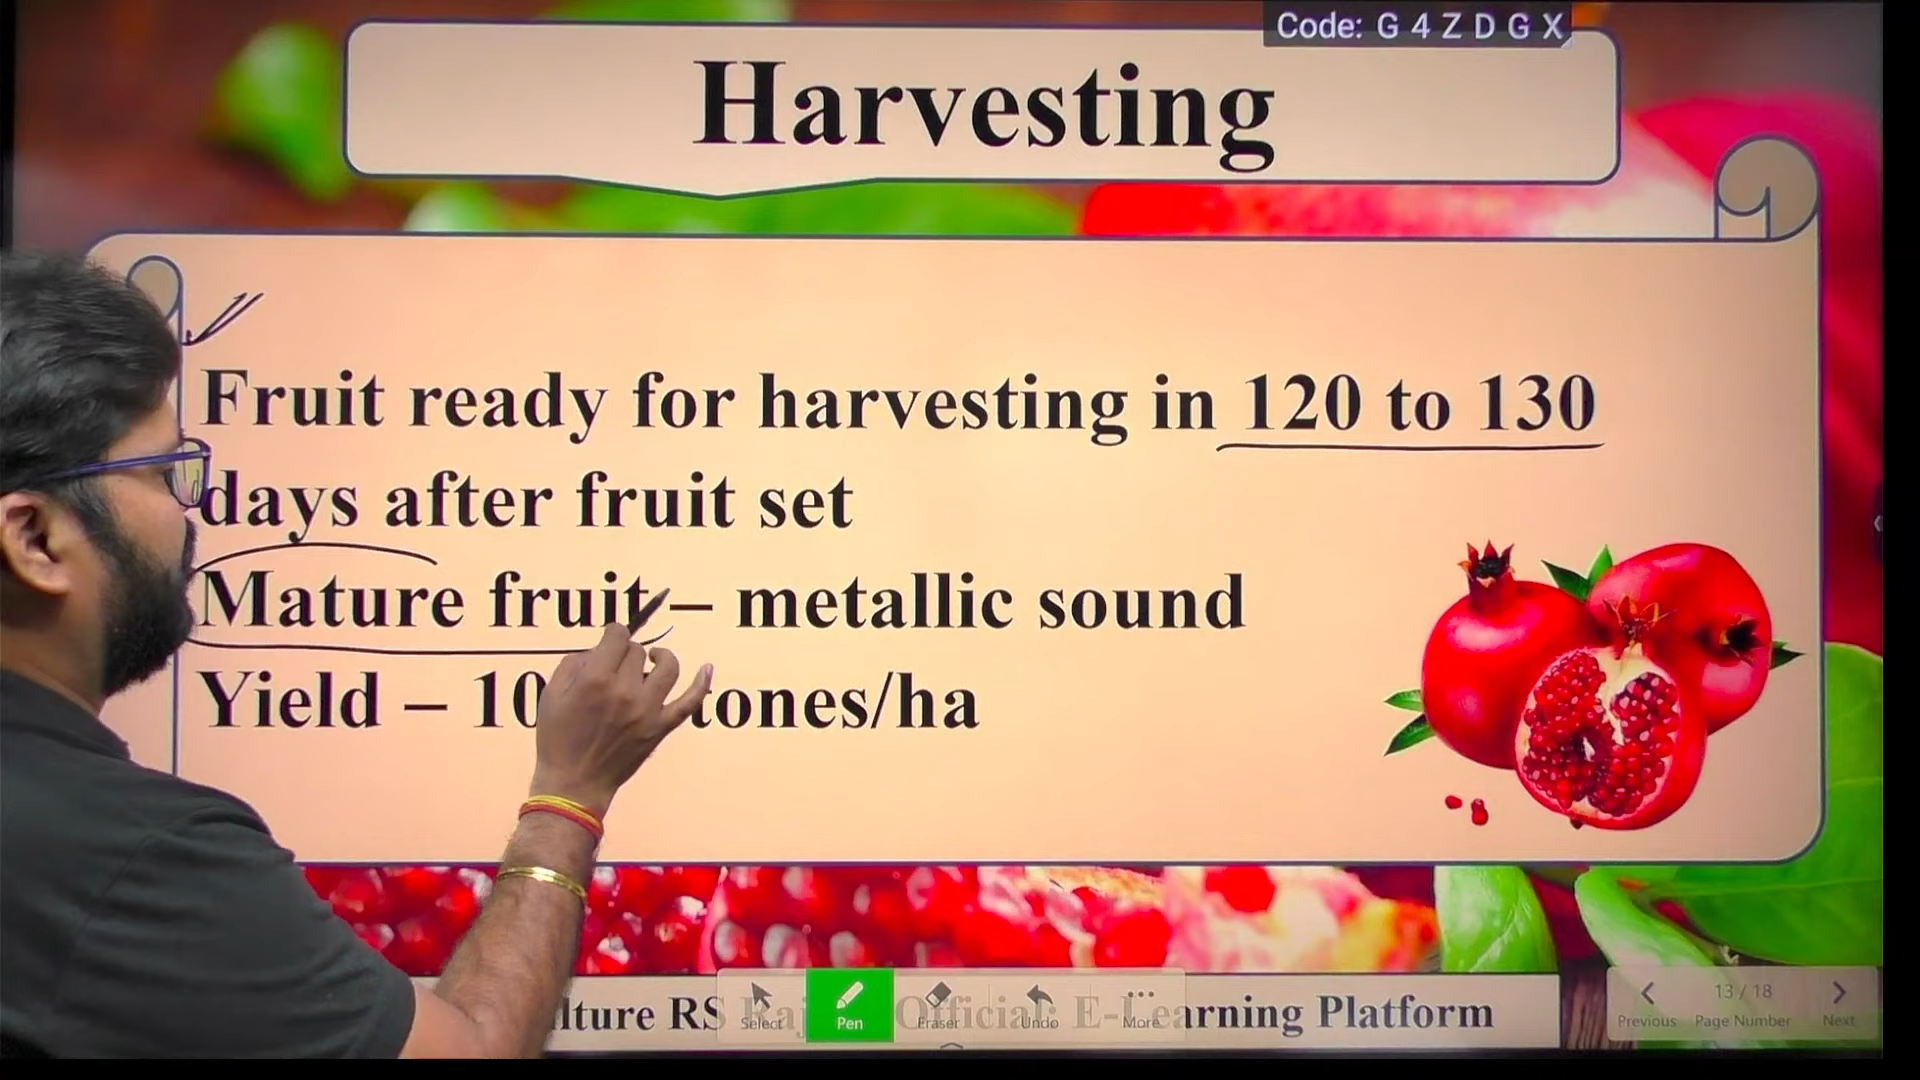 Code: G 4 Z D G X
Harvesting
Fruit ready for harvesting in 120 to 130
days after fruit set
Mature fruit – metallic sound
Yield – 10 tones/ha
lture RS Official: E-Learning Platform
Select Pen Eraser Undo More
13 / 18
Previous Page Number Next